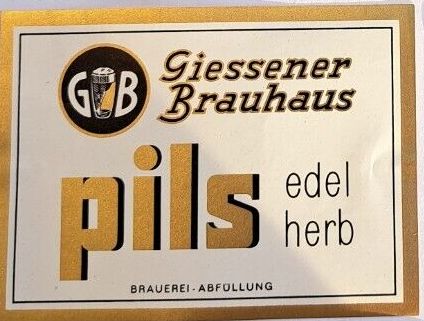 GB
Giessener
Brauhaus
pils
edel
herb
BRAUEREI-ABFÜLLUNG